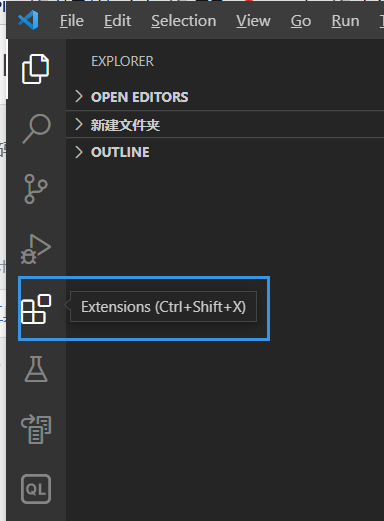 File Edit Selection View Go Run
EXPLORER
OPEN EDITORS
新建文件夹
OUTLINE
Extensions (Ctrl+Shift+X)
QL